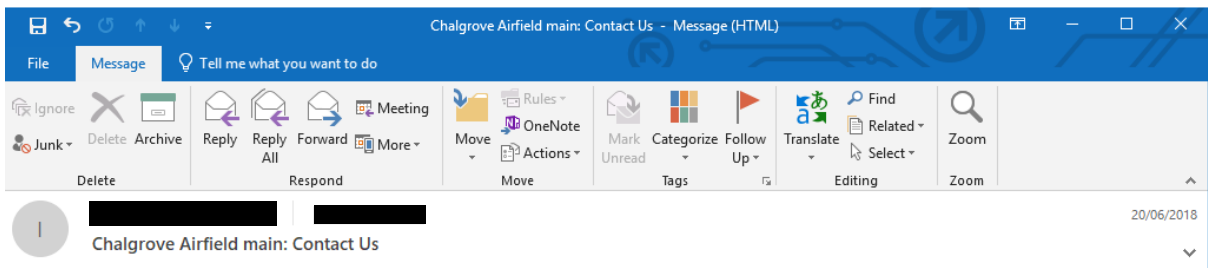 Chalgrove Airfield main: Contact Us - Message (HTML)
File Message Tell me what you want to do
Ignore
Junk
Delete
Archive
Reply
Reply All
Forward
Meeting
More
Move
Rules
OneNote
Actions
Mark Unread
Categorize
Follow Up
Translate
Find
Related
Select
Zoom
Delete Respond Move Tags Editing Zoom
I
20/06/2018
Chalgrove Airfield main: Contact Us